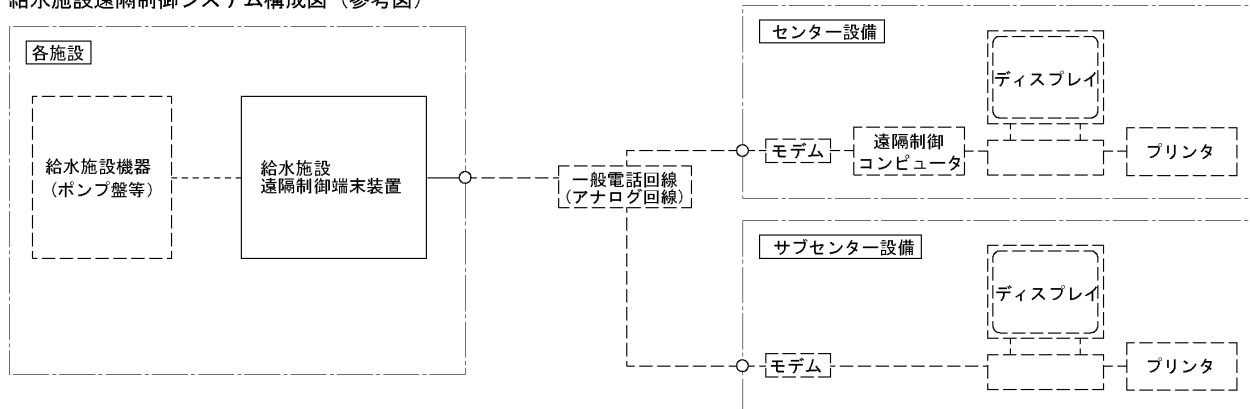 給水施設遠隔制御システム構成図（参考図）
各施設
給水施設機器
（ポンプ盤等）
給水施設
遠隔制御端末装置
一般電話回線
（アナログ回線）
センター設備
モデム
遠隔制御
コンピュータ
ディスプレイ
プリンタ
サブセンター設備
モデム
ディスプレイ
プリンタ